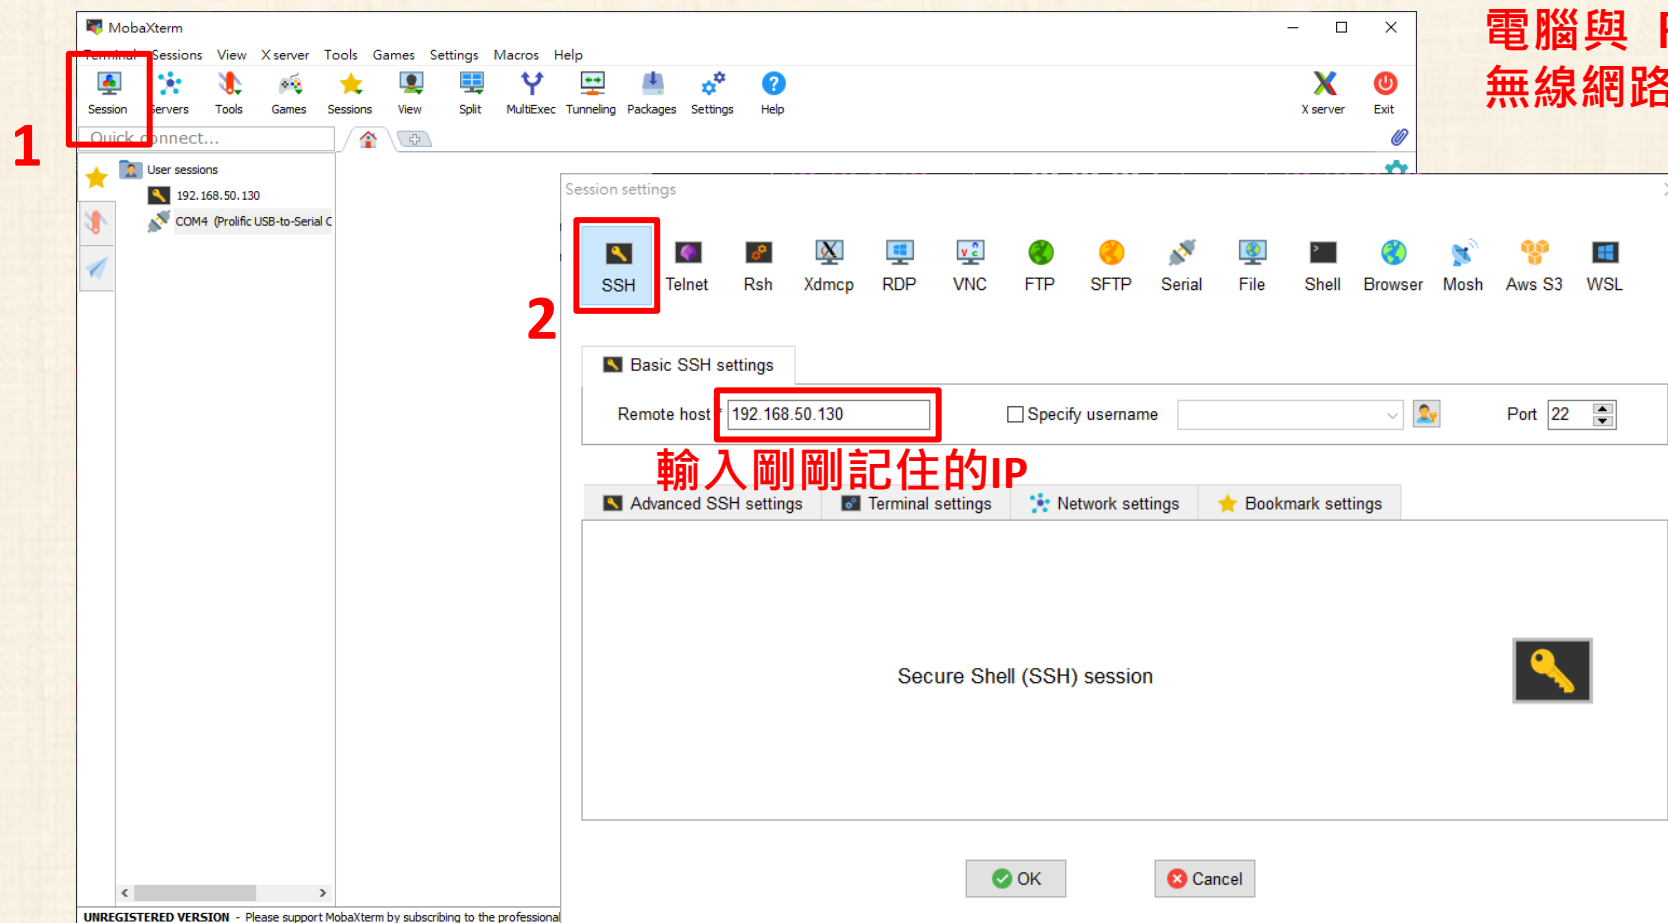 MobaXterm
電腦與
無線網路
Terminal Sessions View X server Tools Games Settings Macros Help
Session Servers Tools Games Sessions View Split MultiExec Tunneling Packages Settings Help X server Exit
1
Quick connect...
User sessions
192.168.50.130
COM4 (Prolific USB-to-Serial C
Session settings
SSH Telnet Rsh Xdmcp RDP VNC FTP SFTP Serial File Shell Browser Mosh Aws S3 WSL
2
Basic SSH settings
Remote host * 192.168.50.130 Specify username Port 22
輸入剛剛記住的IP
Advanced SSH settings Terminal settings Network settings Bookmark settings
Secure Shell (SSH) session
OK Cancel
UNREGISTERED VERSION - Please support MobaXterm by subscribing to the professional